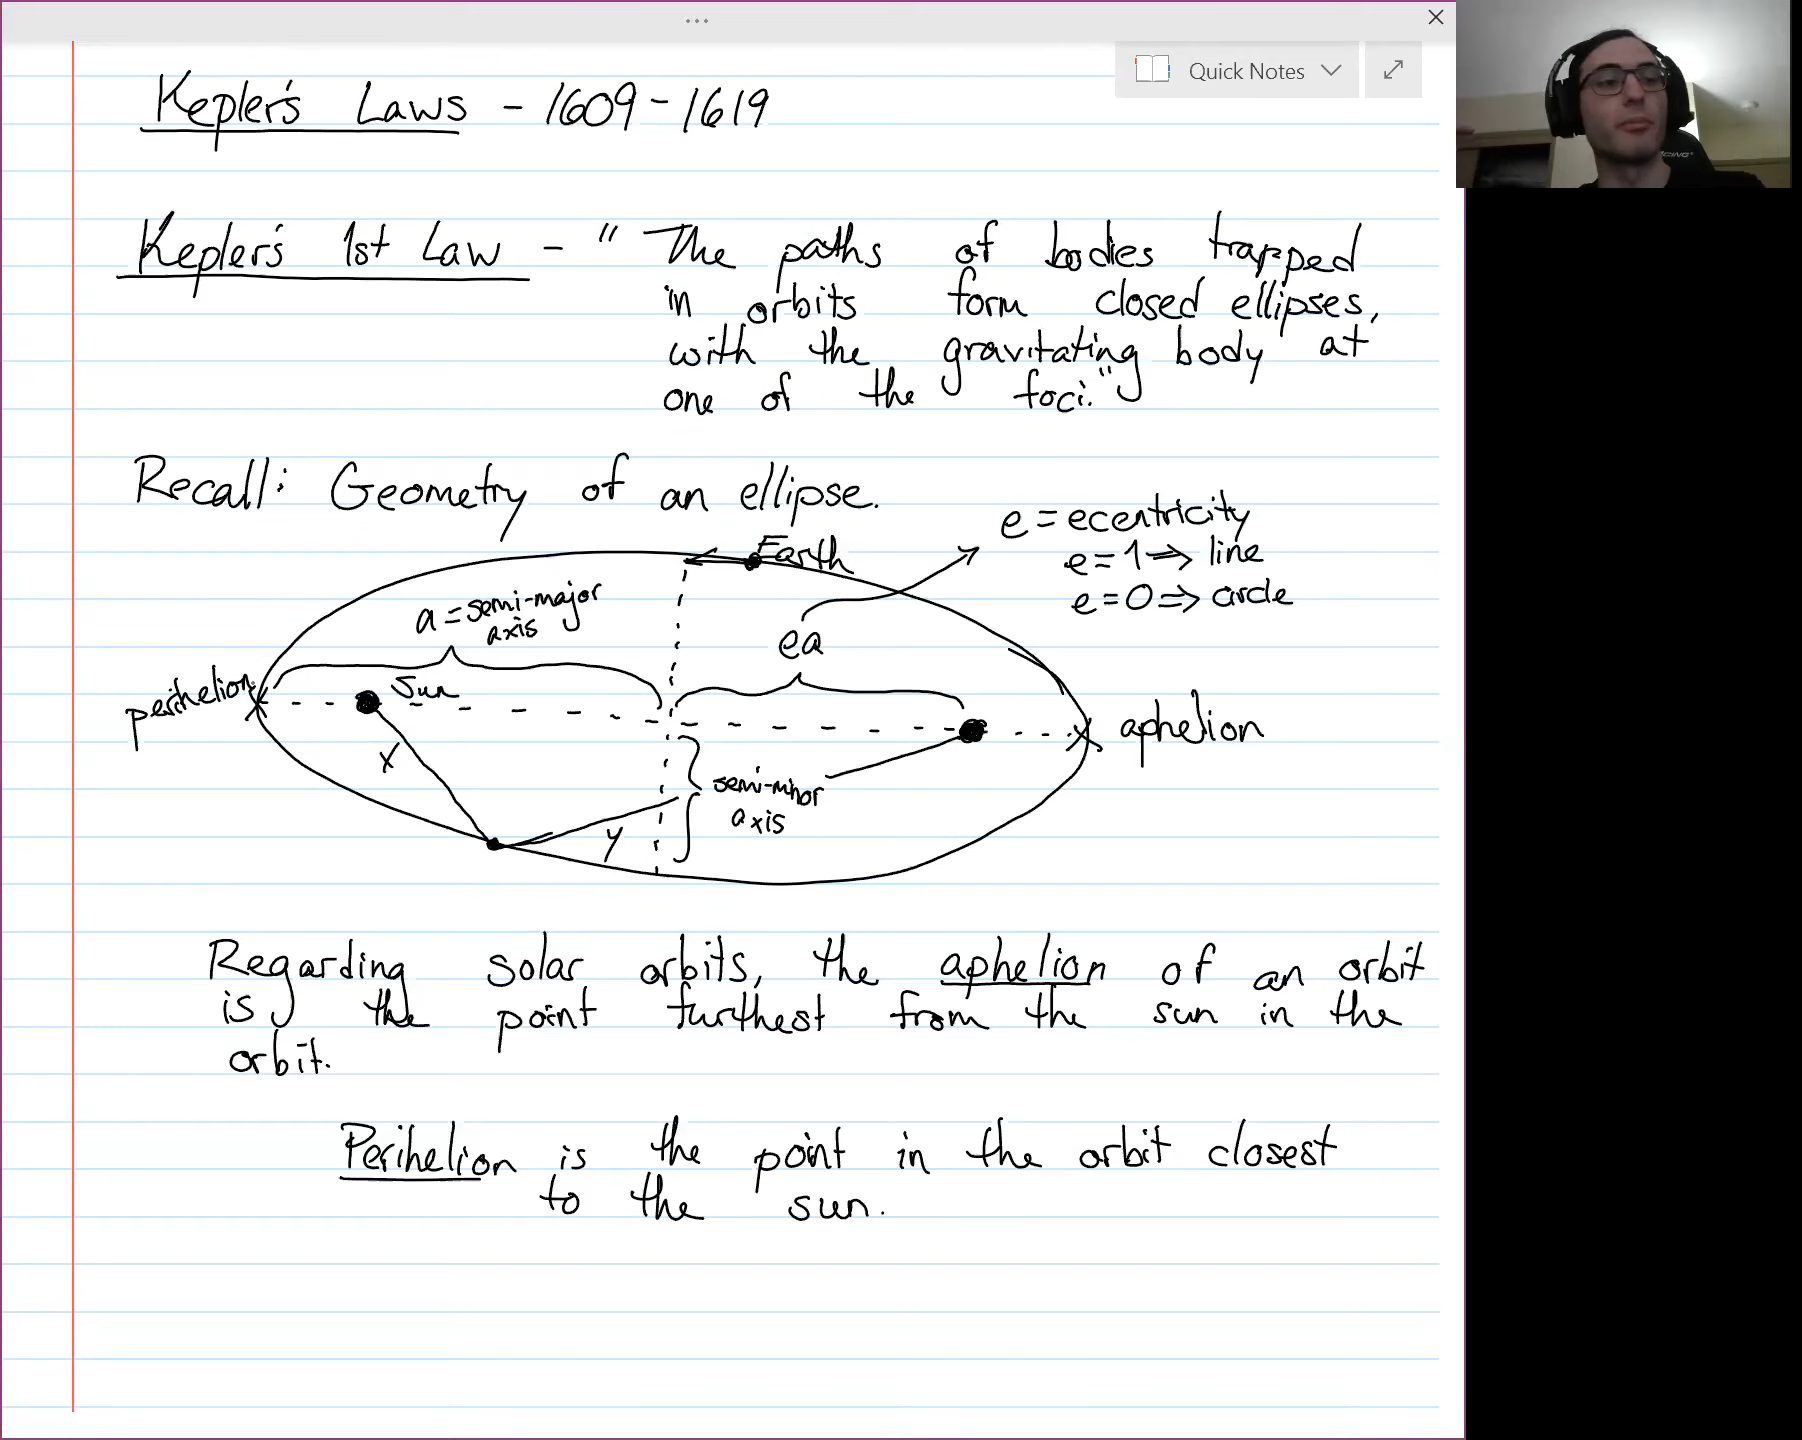 Quick Notes
Kepler's Laws - 1609-1619
Kepler's 1st Law - "The paths of bodies trapped
in orbits form closed ellipses,
with the gravitating body at
one of the foci."
Recall: Geometry of an ellipse.
e = ecentricity
e=1 => line
e=0 => circle
Earth
a = semi-major
axis
ea
perihelion
Sun
aphelion
x
semi-minor
axis
y
Regarding solar orbits, the aphelion of an orbit
is the point furthest from the sun in the
orbit.
Perihelion is the point in the orbit closest
to the sun.